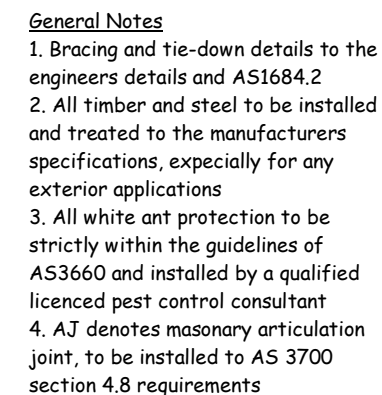 General Notes
1. Bracing and tie-down details to the
engineers details and AS1684.2
2. All timber and steel to be installed
and treated to the manufacturers
specifications, expecially for any
exterior applications
3. All white ant protection to be
strictly within the guidelines of
AS3660 and installed by a qualified
licenced pest control consultant
4. AJ denotes masonary articulation
joint, to be installed to AS 3700
section 4.8 requirements